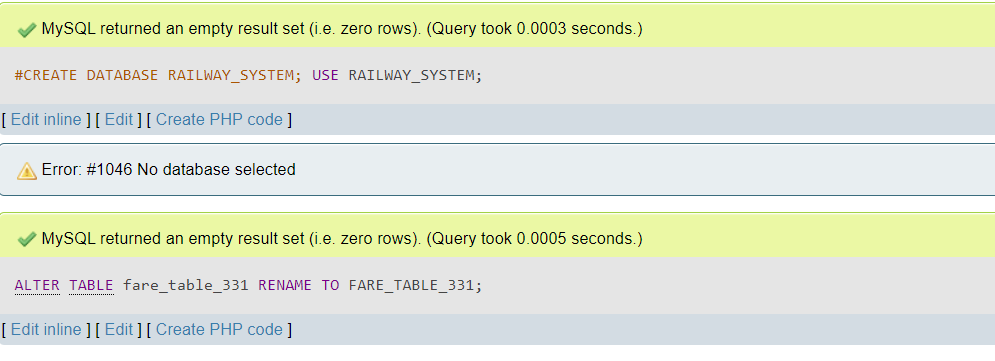 MySQL returned an empty result set (i.e. zero rows). (Query took 0.0003 seconds.)
#CREATE DATABASE RAILWAY_SYSTEM; USE RAILWAY_SYSTEM;
[ Edit inline ] [ Edit ] [ Create PHP code ]
Error: #1046 No database selected
MySQL returned an empty result set (i.e. zero rows). (Query took 0.0005 seconds.)
ALTER TABLE fare_table_331 RENAME TO FARE_TABLE_331;
[ Edit inline ] [ Edit ] [ Create PHP code ]